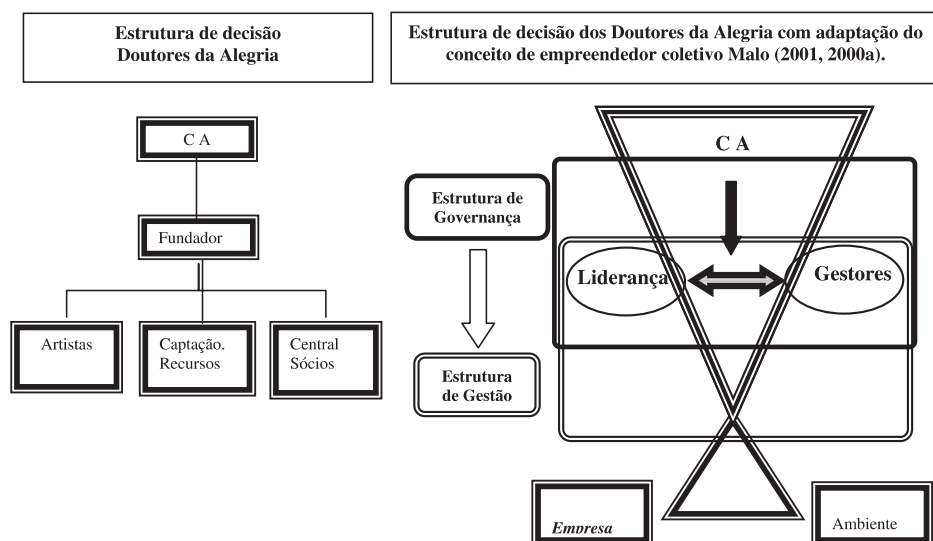 Estrutura de decisão
Doutores da Alegria
Estrutura de decisão dos Doutores da Alegria com adaptação do
conceito de empreendedor coletivo Malo (2001, 2000a).
C A
Fundador
Artistas
Captação.
Recursos
Central
Sócios
C A
Estrutura de
Governança
Liderança
Gestores
Estrutura
de Gestão
Empresa
Ambiente